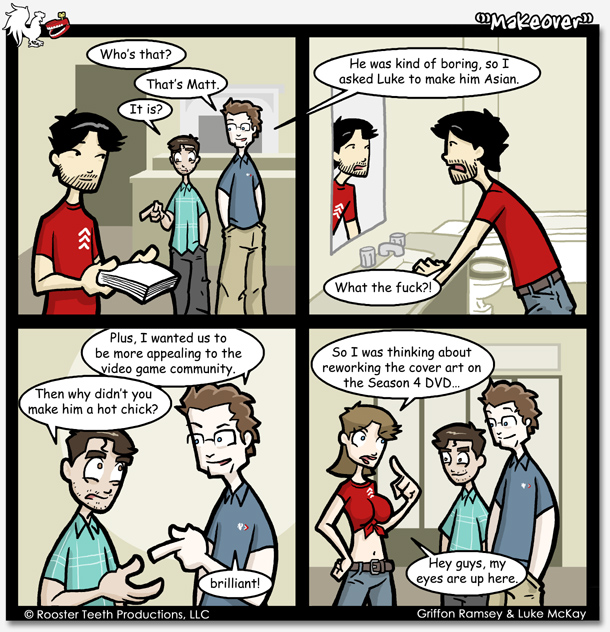 ""Makeover""
Who's that?
That's Matt.
It is?
He was kind of boring, so I
asked Luke to make him Asian.
What the fuck?!
Plus, I wanted us to
be more appealing to the
video game community.
Then why didn't you
make him a hot chick?
brilliant!
So I was thinking about
reworking the cover art on
the Season 4 DVD...
Hey guys, my
eyes are up here.
© Rooster Teeth Productions, LLC
Griffon Ramsey & Luke McKay